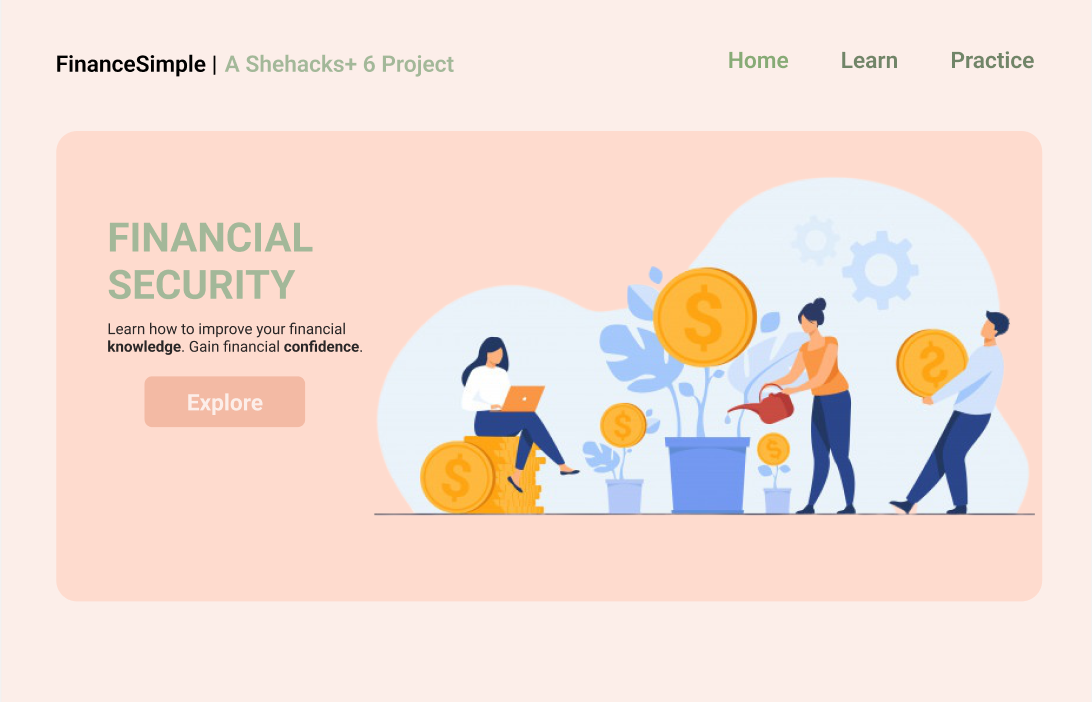 FinanceSimple | A Shehacks+ 6 Project
Home Learn Practice
FINANCIAL
SECURITY
Learn how to improve your financial
knowledge. Gain financial confidence.
Explore
$
$
$
$
$